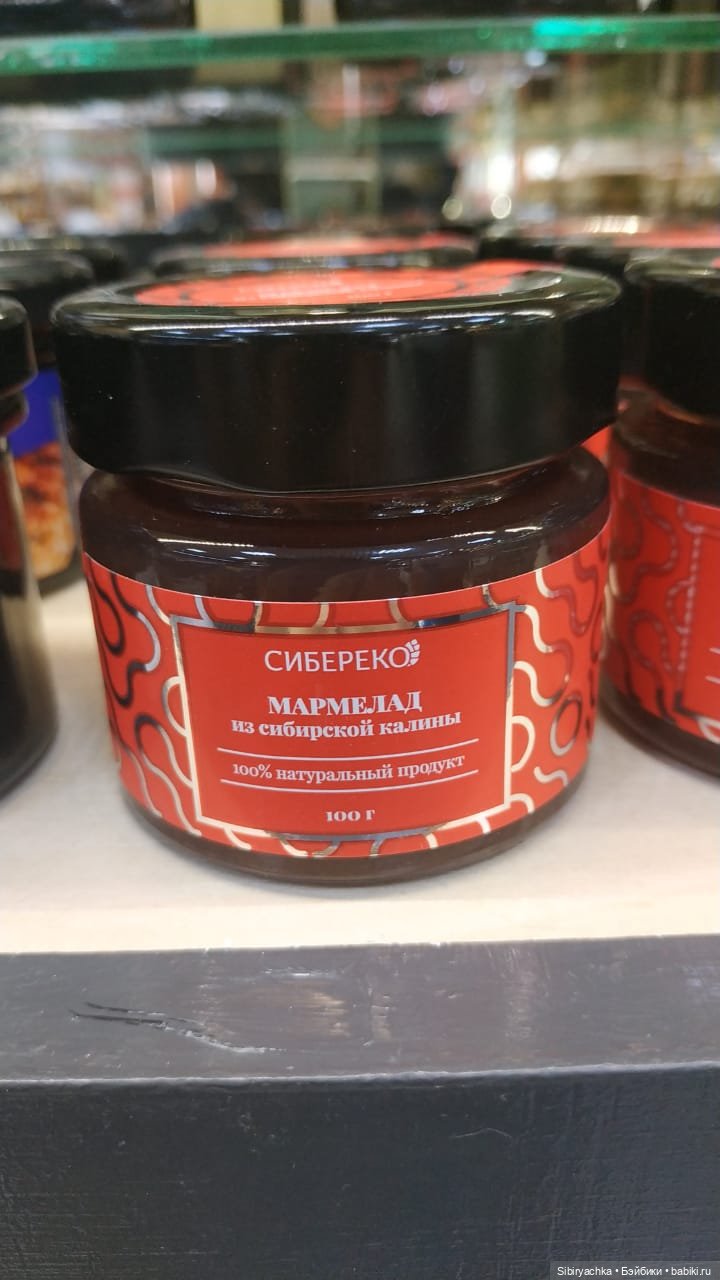 СИБЕРЕКО
МАРМЕЛАД
из сибирской калины
100% натуральный продукт
100 г
Sibiryachka • Бэйбики • babiki.ru